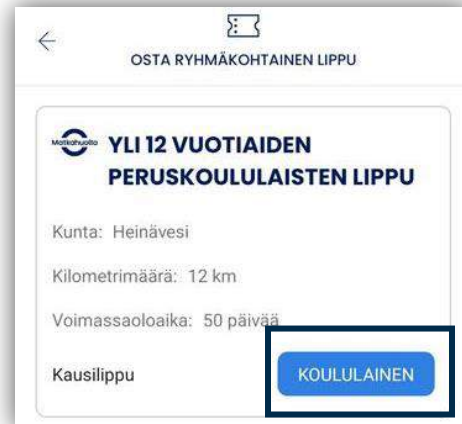 OSTA RYHMÄKOHTAINEN LIPPU
Matkahuolto
YLI 12 VUOTIAIDEN
PERUSKOULULAISTEN LIPPU
Kunta: Heinävesi
Kilometrimäärä: 12 km
Voimassaoloaika: 50 päivää
Kausilippu
KOULULAINEN